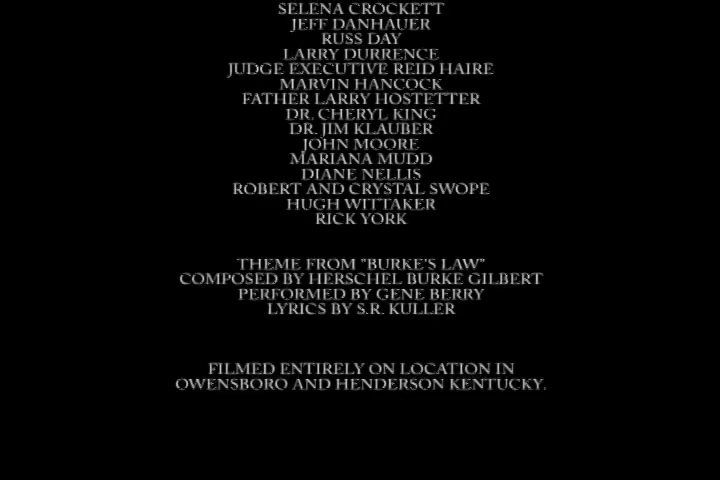 SELENA CROCKETT
JEFF DANHAUER
RUSS DAY
LARRY DURRENCE
JUDGE EXECUTIVE REID HAIRE
MARVIN HANCOCK
FATHER LARRY HOSTETTER
DR. CHERYL KING
DR. JIM KLAUBER
JOHN MOORE
MARIANA MUDD
DIANE NELLIS
ROBERT AND CRYSTAL SWOPE
HUGH WITTAKER
RICK YORK
THEME FROM "BURKE'S LAW"
COMPOSED BY HERSCHEL BURKE GILBERT
PERFORMED BY GENE BERRY
LYRICS BY S.R. KULLER
FILMED ENTIRELY ON LOCATION IN
OWENSBORO AND HENDERSON KENTUCKY.